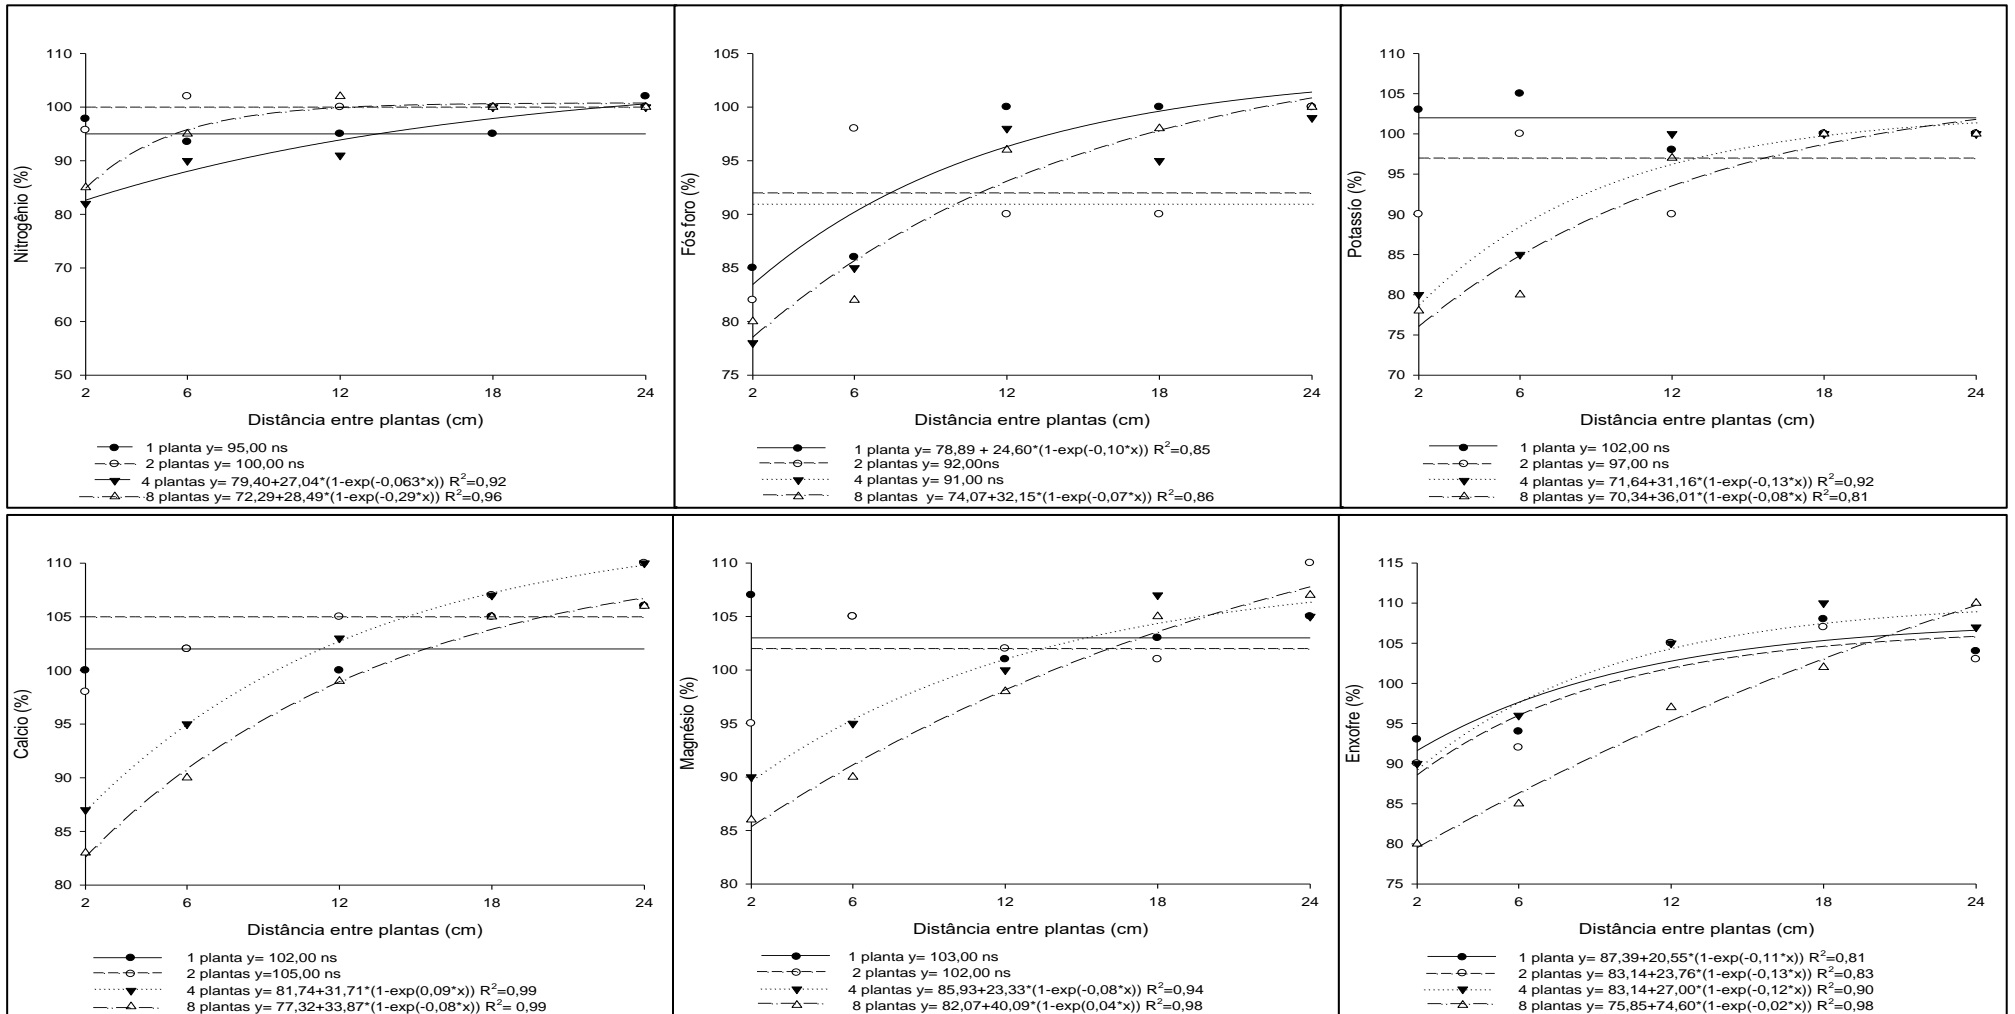 110
100
90
80
70
60
50
Nitrogênio (%)
2 6 12 18 24
Distância entre plantas (cm)
1 planta y= 95,00 ns
2 plantas y= 100,00 ns
4 plantas y= 79,40+27,04*(1-exp(-0,063*x)) R²=0,92
8 plantas y= 72,29+28,49*(1-exp(-0,29*x)) R²=0,96
105
100
95
90
85
80
75
Fós foro (%)
2 6 12 18 24
Distância entre plantas (cm)
1 planta y= 78,89 + 24,60*(1-exp(-0,10*x)) R²=0,85
2 plantas y= 92,00ns
4 plantas y= 91,00 ns
8 plantas y= 74,07+32,15*(1-exp(-0,07*x)) R²=0,86
110
105
100
95
90
85
80
75
70
Potassío (%)
2 6 12 18 24
Distância entre plantas (cm)
1 planta y= 102,00 ns
2 plantas y= 97,00 ns
4 plantas y= 71,64+31,16*(1-exp(-0,13*x)) R²=0,92
8 plantas y= 70,34+36,01*(1-exp(-0,08*x) R²=0,81
110
105
100
95
90
85
80
Calcio (%)
2 6 12 18 24
Distância entre plantas (cm)
1 planta y= 102,00 ns
2 plantas y=105,00 ns
4 plantas y= 81,74+31,71*(1-exp(0,09*x) R²=0,99
8 plantas y= 77,32+33,87*(1-exp(-0,08*x)) R²= 0,99
110
105
100
95
90
85
80
Magnésio (%)
2 6 12 18 24
Distância entre plantas (cm)
1 planta y= 103,00 ns
2 plantas y= 102,00 ns
4 plantas y= 85,93+23,33*(1-exp(-0,08*x)) R²=0,94
8 plantas y= 82,07+40,09*(1-exp(0,04*x)) R²=0,98
115
110
105
100
95
90
85
80
75
Enxofre (%)
2 6 12 18 24
Distância entre plantas (cm)
1 planta y= 87,39+20,55*(1-exp(-0,11*x)) R²=0,81
2 plantas y= 83,14+23,76*(1-exp(-0,13*x)) R²=0,83
4 plantas y= 83,14+27,00*(1-exp(-0,12*x)) R²=0,90
8 plantas y= 75,85+74,60*(1-exp(-0,02*x)) R²=0,98